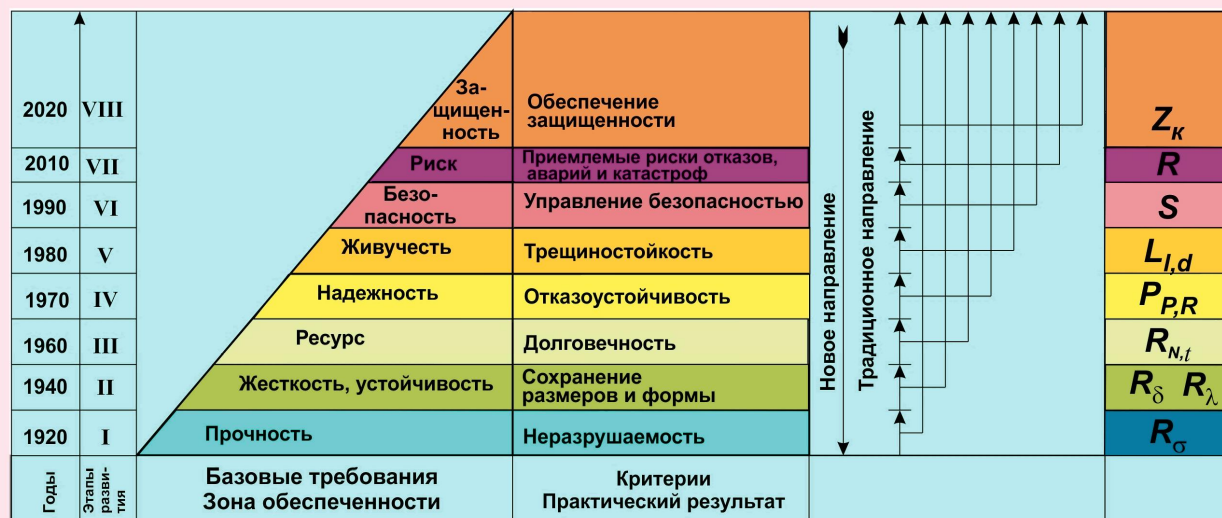 2020 VIII За-
щищен-
ность Обеспечение
защищенности Zк
2010 VII Риск Приемлемые риски отказов,
аварий и катастроф R
1990 VI Безо-
пасность Управление безопасностью S
1980 V Живучесть Трещиностойкость Ll,d
1970 IV Надежность Отказоустойчивость PP,R
1960 III Ресурс Долговечность RN,t
1940 II Жесткость, устойчивость Сохранение
размеров и формы Rδ Rλ
1920 I Прочность Неразрушаемость Rσ
Новое направление
Традиционное направление
Годы
Этапы
разви-
тия
Базовые требования
Зона обеспеченности
Критерии
Практический результат